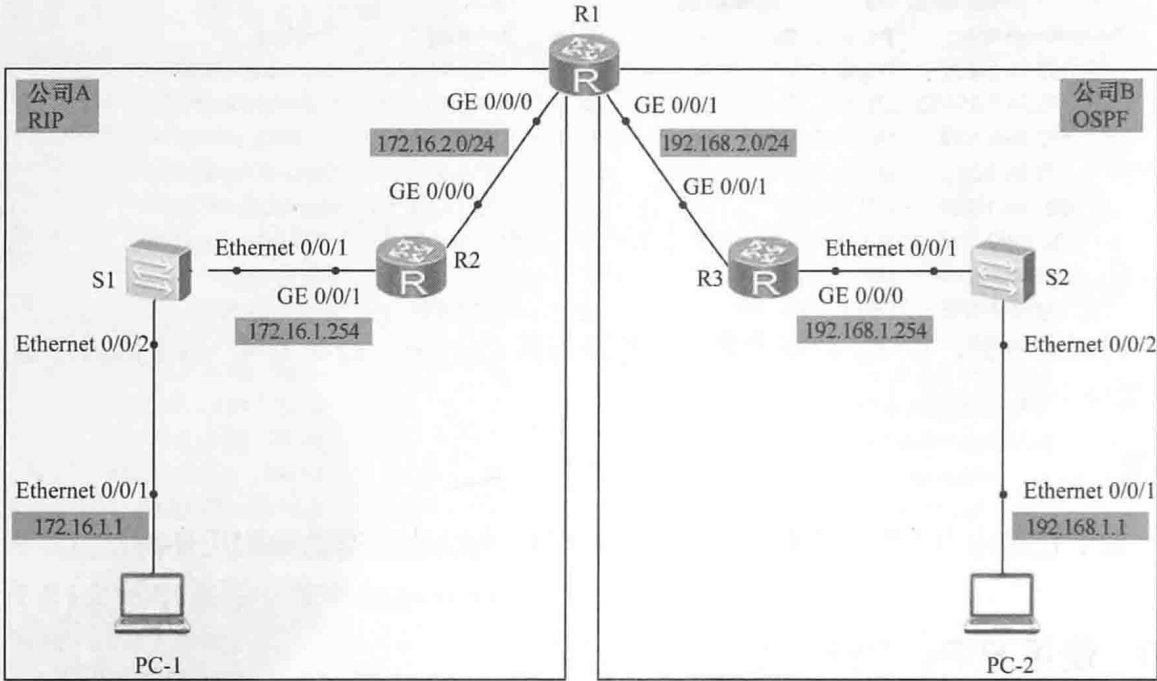 R1
公司A
RIP
公司B
OSPF
GE 0/0/0
GE 0/0/1
172.16.2.0/24
192.168.2.0/24
GE 0/0/0
GE 0/0/1
Ethernet 0/0/1
R2
Ethernet 0/0/1
S1
R3
S2
GE 0/0/1
GE 0/0/0
172.16.1.254
192.168.1.254
Ethernet 0/0/2
Ethernet 0/0/2
Ethernet 0/0/1
Ethernet 0/0/1
172.16.1.1
192.168.1.1
PC-1
PC-2
R
R
R